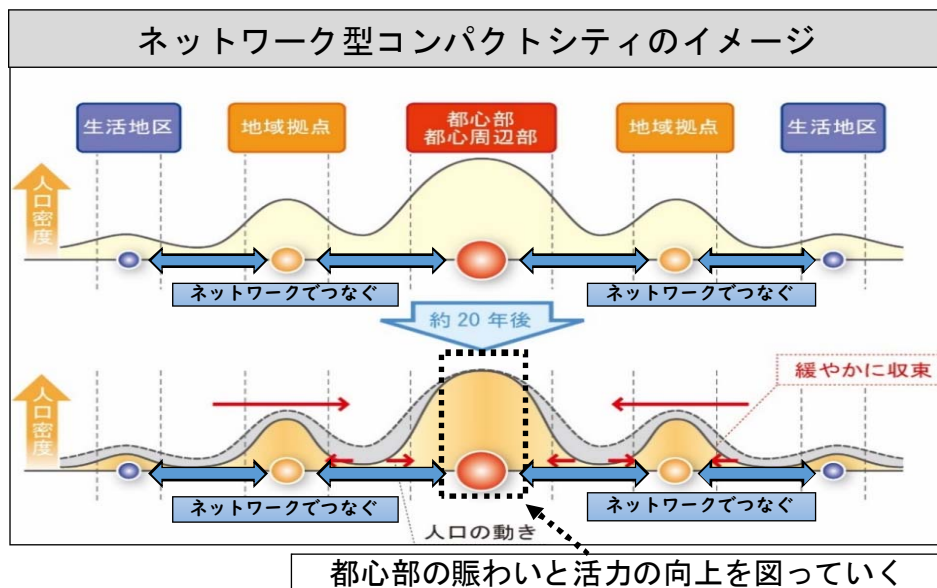 ネットワーク型コンパクトシティのイメージ
生活地区
地域拠点
都心部
都心周辺部
地域拠点
生活地区
人口密度
ネットワークでつなぐ
ネットワークでつなぐ
約20年後
緩やかに収束
人口密度
ネットワークでつなぐ
ネットワークでつなぐ
人口の動き
都心部の賑わいと活力の向上を図っていく